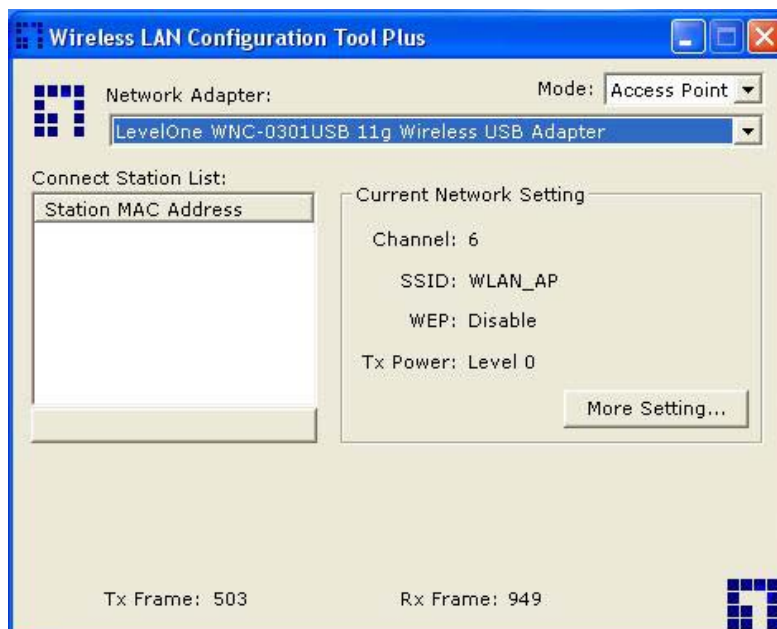 Wireless LAN Configuration Tool Plus
Mode: Access Point
Network Adapter:
LevelOne WNC-0301USB 11g Wireless USB Adapter
Connect Station List:
Station MAC Address
Current Network Setting
Channel: 6
SSID: WLAN_AP
WEP: Disable
Tx Power: Level 0
More Setting...
Tx Frame: 503
Rx Frame: 949